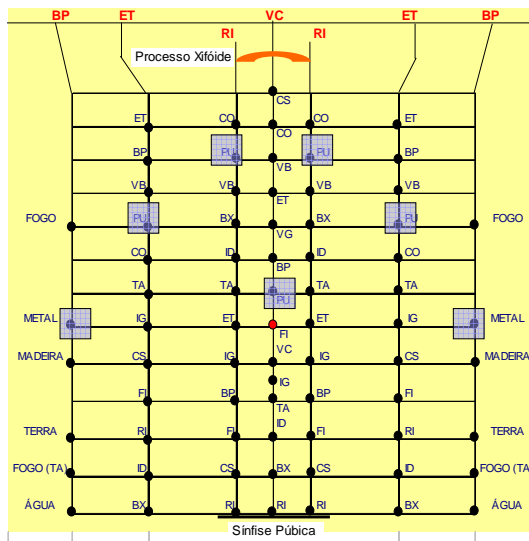 BP ET VC ET BP
RI RI
Processo Xifóide
CS
ET CO CO CO ET
BP PU PU BP
VB
VB VB VB VB
ET
FOGO PU BX BX PU FOGO
VG
CO ID ID CO
BP
TA TA PU TA TA
METAL IG ET ET IG METAL
FI
MADEIRA CS IG VC IG CS MADEIRA
IG
FI BP BP FI
TA
TERRA RI FI ID FI RI TERRA
FOGO (TA) ID CS BX CS ID FOGO (TA)
ÁGUA BX RI RI RI BX ÁGUA
Sínfise Púbica